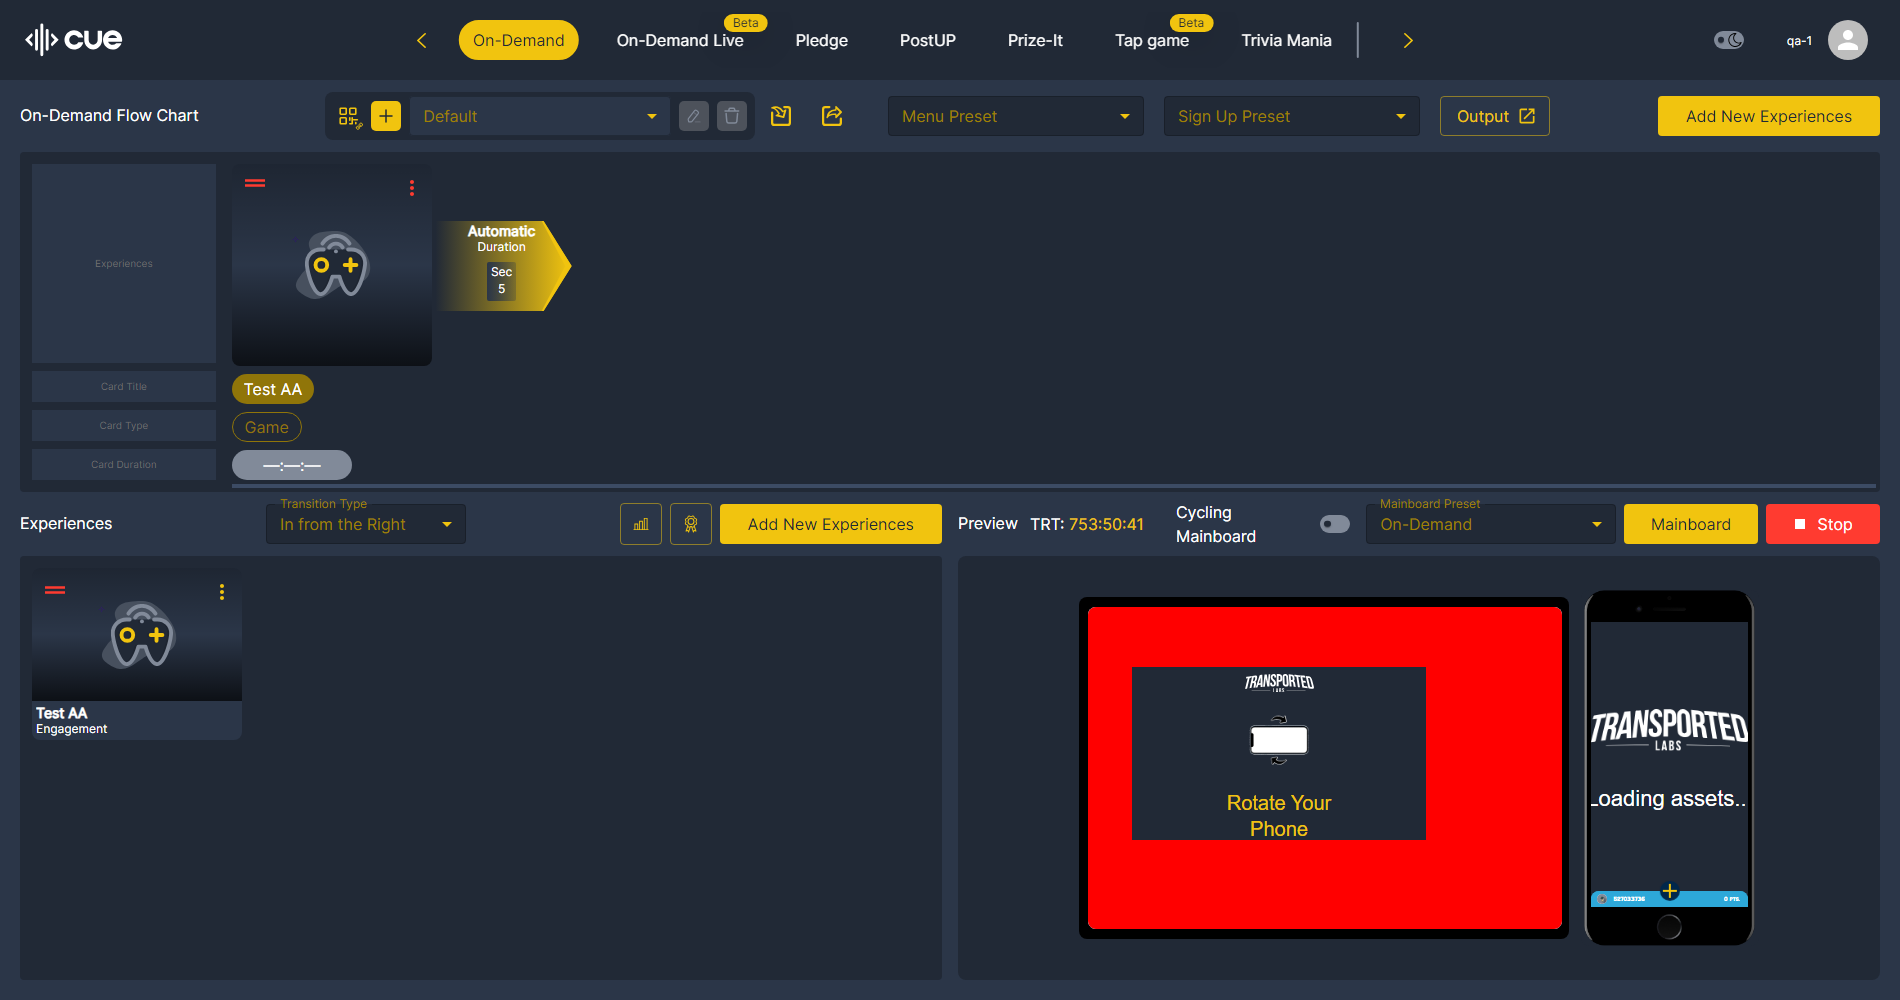 cue
On-Demand
On-Demand Live
Beta
Pledge
PostUP
Prize-It
Tap game
Beta
Trivia Mania
qa-1
On-Demand Flow Chart
Default
Menu Preset
Sign Up Preset
Output
Add New Experiences
Experiences
Card Title
Card Type
Card Duration
Automatic
Duration
Sec
5
Test AA
Game
—:—:—
Experiences
Transition Type
In from the Right
Add New Experiences
Preview
TRT: 753:50:41
Cycling
Mainboard
Mainboard Preset
On-Demand
Mainboard
Stop
Test AA
Engagement
TRANSPORTED
LABS
Rotate Your
Phone
TRANSPORTED
LABS
Loading assets..
527033736
0 PTS.